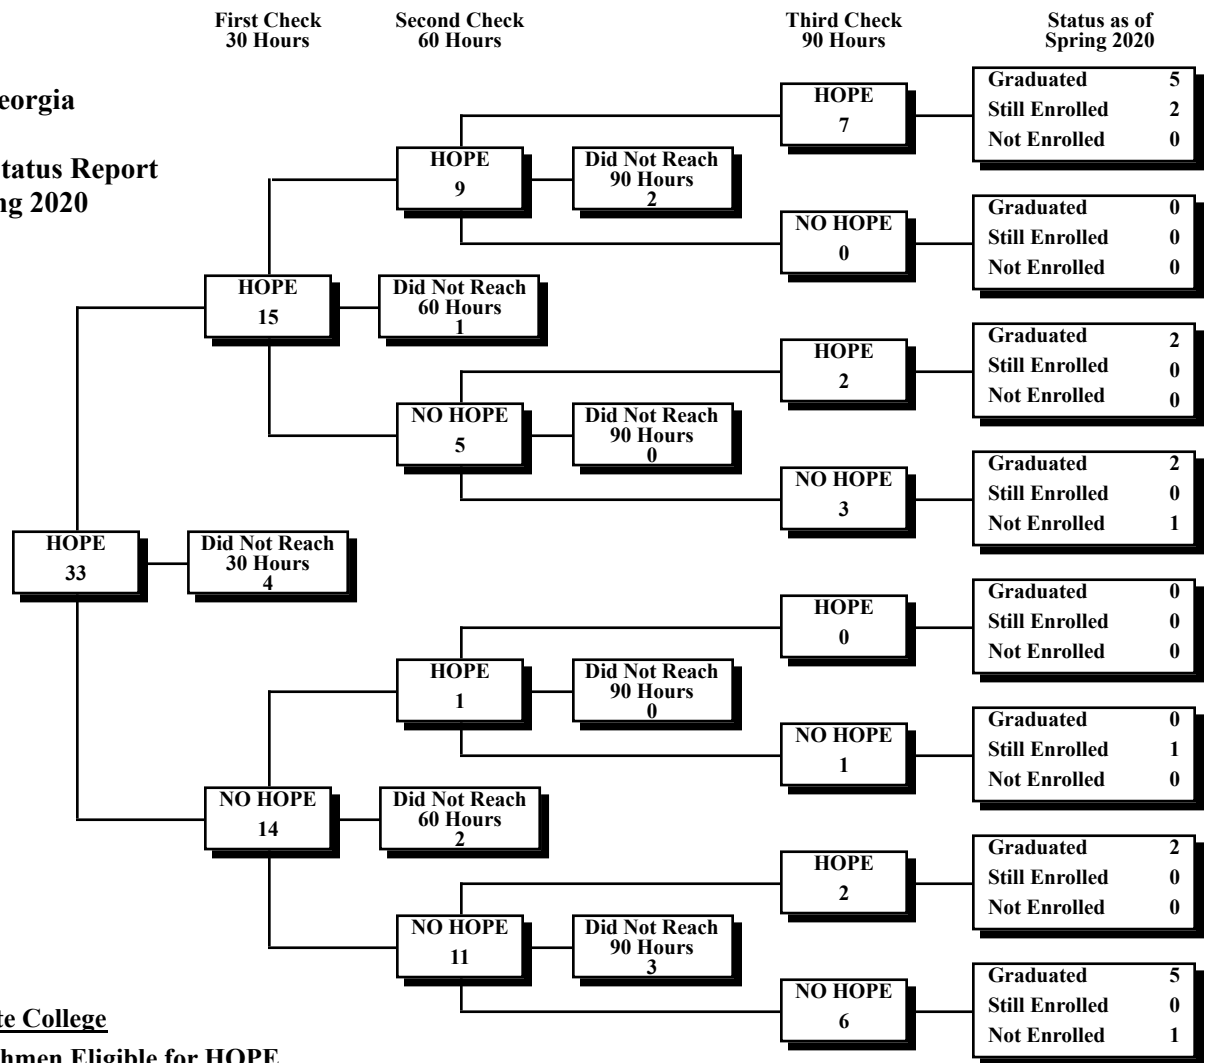 First Check
30 Hours
Second Check
60 Hours
Third Check
90 Hours
Status as of
Spring 2020
Status Report
2020
HOPE
7
Graduated 5
Still Enrolled 2
Not Enrolled 0
HOPE
9
Did Not Reach
90 Hours
2
NO HOPE
0
Graduated 0
Still Enrolled 0
Not Enrolled 0
HOPE
15
Did Not Reach
60 Hours
1
HOPE
2
Graduated 2
Still Enrolled 0
Not Enrolled 0
NO HOPE
5
Did Not Reach
90 Hours
0
NO HOPE
3
Graduated 2
Still Enrolled 0
Not Enrolled 1
HOPE
33
Did Not Reach
30 Hours
4
HOPE
0
Graduated 0
Still Enrolled 0
Not Enrolled 0
HOPE
1
Did Not Reach
90 Hours
0
NO HOPE
1
Graduated 0
Still Enrolled 1
Not Enrolled 0
NO HOPE
14
Did Not Reach
60 Hours
2
HOPE
2
Graduated 2
Still Enrolled 0
Not Enrolled 0
NO HOPE
11
Did Not Reach
90 Hours
3
NO HOPE
6
Graduated 5
Still Enrolled 0
Not Enrolled 1
College
Eligible for HOPE